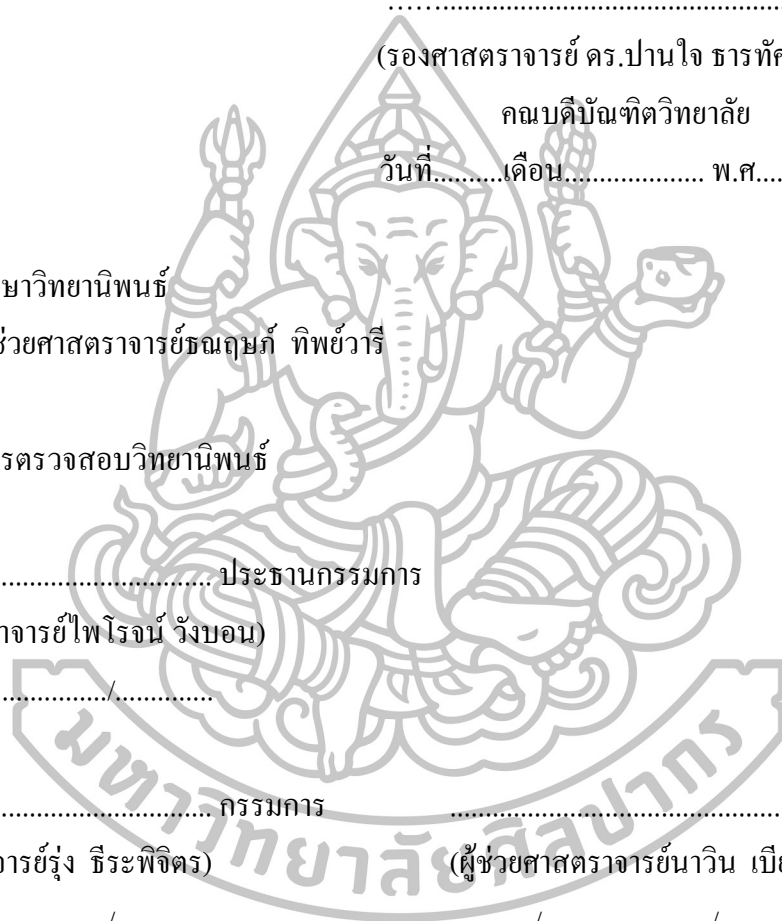 ....................................................
(รองศาสตราจารย์ ดร.ปานใจ ธารทัศ
คณบดีบัณฑิตวิทยาลัย
วันที่..........เดือน.................... พ.ศ.....
ษาวิทยานิพนธ์
ช่วยศาสตราจารย์ธณฤษภ์ ทิพย์วารี
รตรวจสอบวิทยานิพนธ์
.............................. ประธานกรรมการ
าจารย์ไพโรจน์ วังบอน)
.............../..............
.............................. กรรมการ ...............................................
จารย์รุ่ง ธีระพิจิตร) (ผู้ช่วยศาสตราจารย์นาวิน เบีย
มหาวิทยาลัยศิลปากร